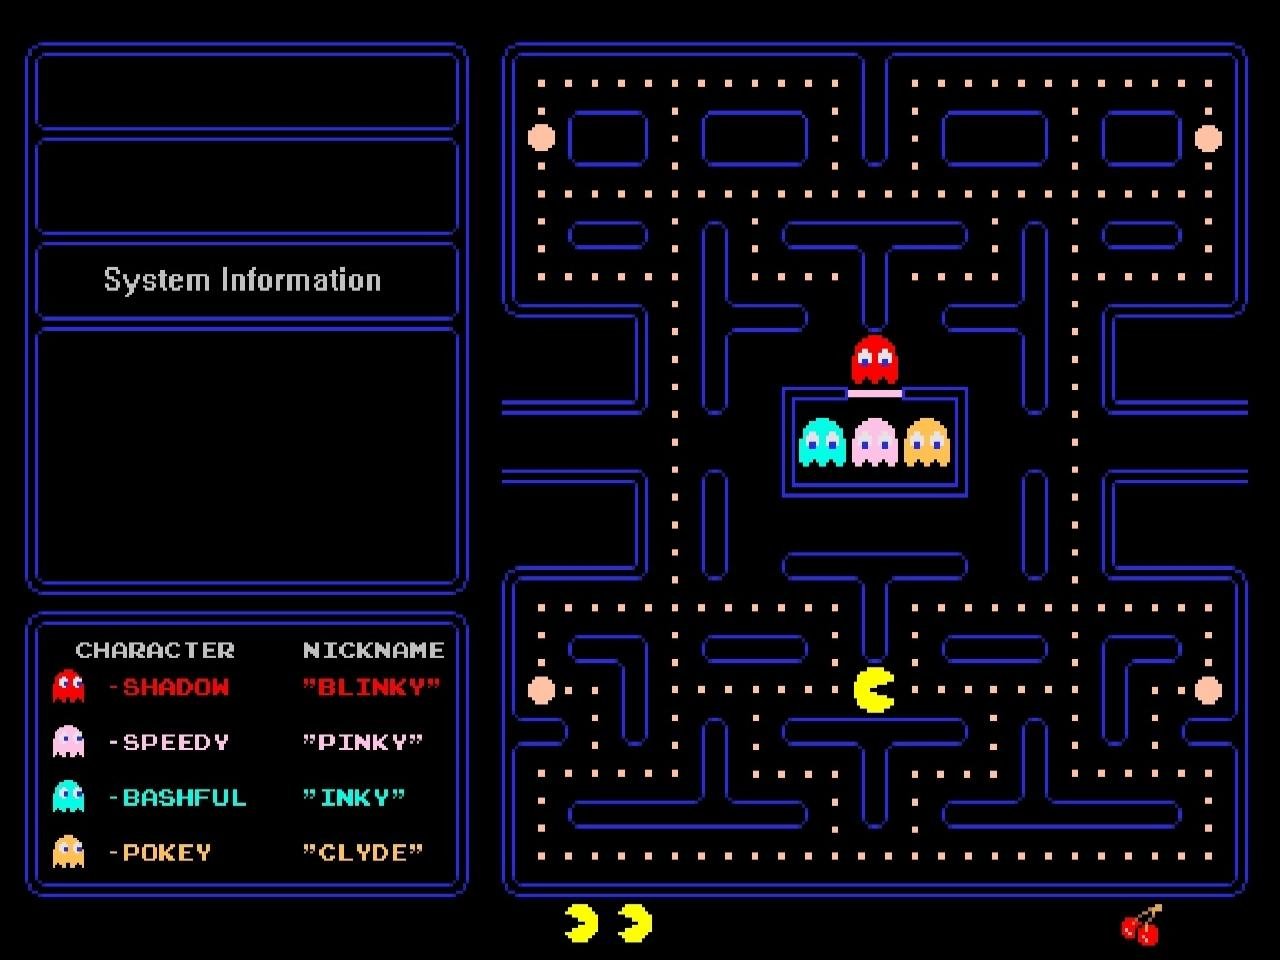 System Information
CHARACTER NICKNAME
-SHADOW "BLINKY"
-SPEEDY "PINKY"
-BASHFUL "INKY"
-POKEY "CLYDE"